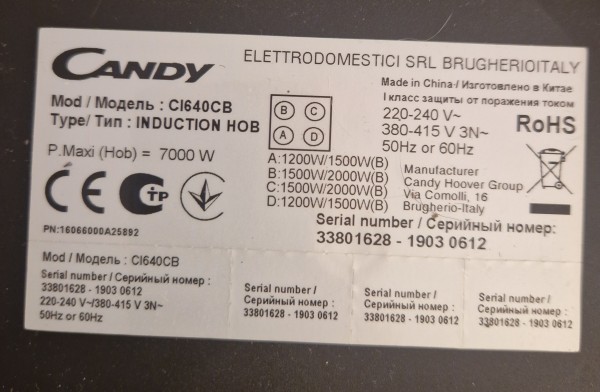 CANDY
ELETTRODOMESTICI SRL BRUGHERIOITALY
Mod / Модель : CI640CB
Type/ Тип : INDUCTION HOB
P.Maxi (Hob) = 7000 W
B C
A D
Made in China/ Изготовлено в Китае
I класс защиты от поражения током
220-240 V~
380-415 V 3N~
50Hz or 60Hz
RoHS
A:1200W/1500W(B)
B:1500W/2000W(B)
C:1500W/2000W(B)
D:1200W/1500W(B)
Manufacturer
Candy Hoover Group
Via Comolli, 16
Brugherio-Italy
CE
TP
PN:16066000A25892
Serial number / Серийный номер:
33801628 - 1903 0612
Mod / Модель : CI640CB
Serial number / Серийный номер :
33801628 - 1903 0612
220-240 V~/380-415 V 3N~
50Hz or 60Hz
Serial number /
Серийный номер :
33801628 - 1903 0612
Serial number /
Серийный номер :
33801628 - 1903 0612
Serial number /
Серийный номер :
33801628 - 1903 0612